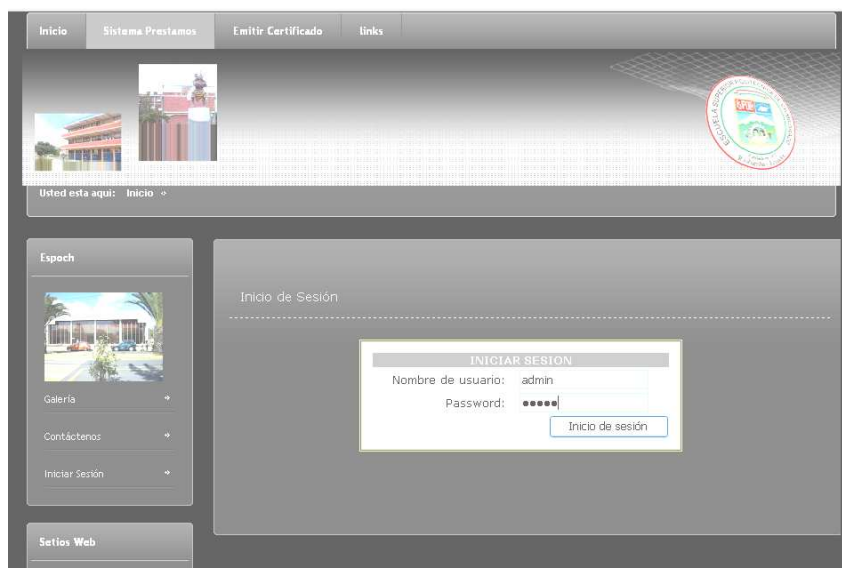 Inicio Sistema Prestamos Emitir Certificado links
Usted esta aqui: Inicio
Espoch
Galería
Contáctenos
Iniciar Sesión
Setios Web
Inicio de Sesión
INICIAR SESION
Nombre de usuario: admin
Password: •••••
Inicio de sesión